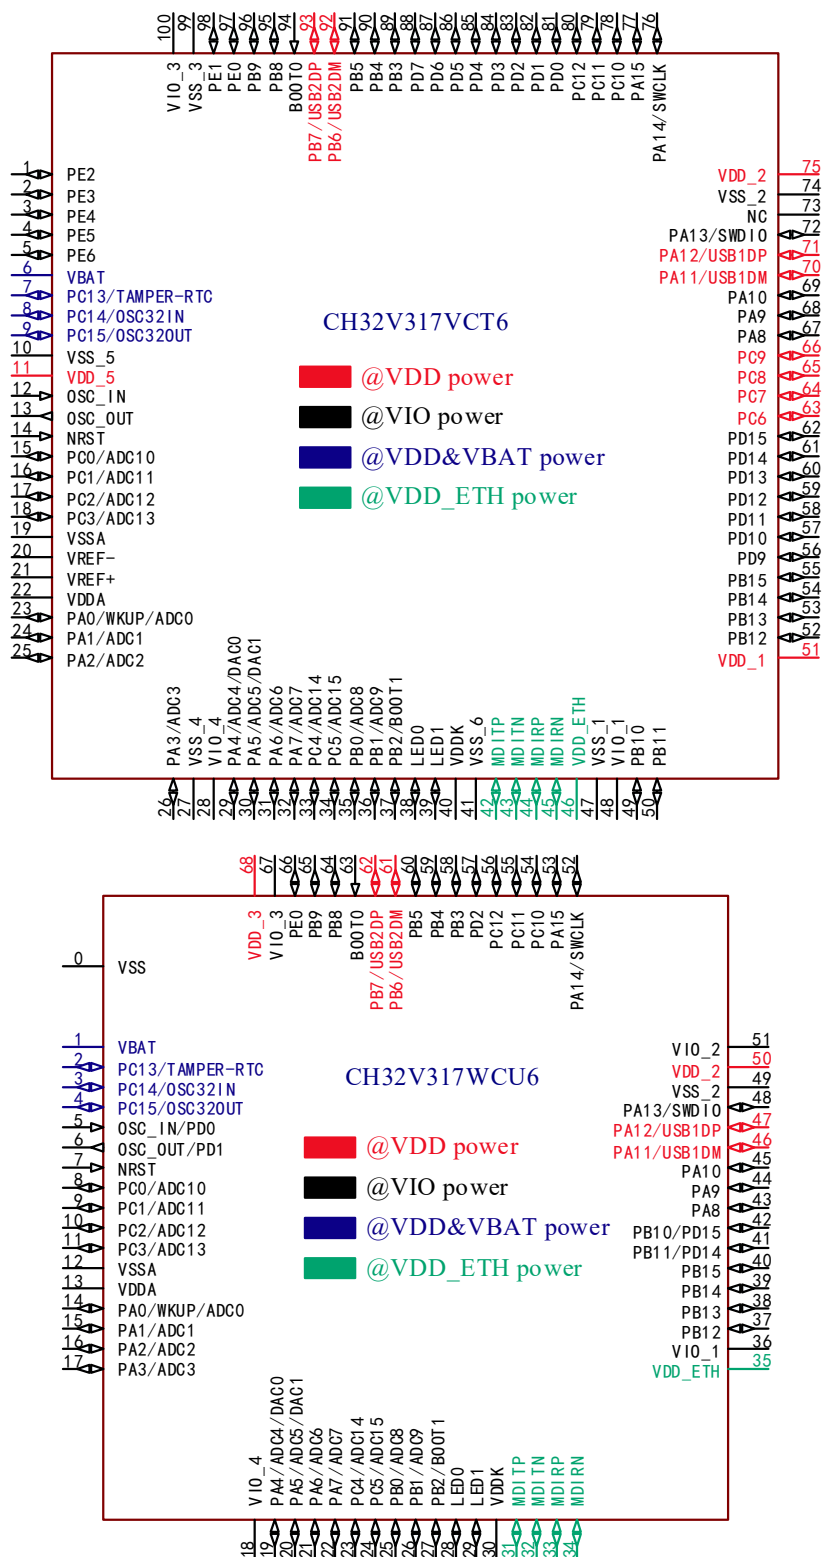 100 99 98 97 96 95 94 93 92 91 90 89 88 87 86 85 84 83 82 81 80 79 78 77 76
VIO_3 VSS_3 PE1 PE0 PB9 PB8 BOOT0 PB7/USB2DP PB6/USB2DM PB5 PB4 PB3 PD7 PD6 PD5 PD4 PD3 PD2 PD1 PD0 PC12 PC11 PC10 PA15 PA14/SWCLK
1 PE2
2 PE3
3 PE4
4 PE5
5 PE6
6 VBAT
7 PC13/TAMPER-RTC
8 PC14/OSC32IN
9 PC15/OSC32OUT
10 VSS_5
11 VDD_5
12 OSC_IN
13 OSC_OUT
14 NRST
15 PC0/ADC10
16 PC1/ADC11
17 PC2/ADC12
18 PC3/ADC13
19 VSSA
20 VREF-
21 VREF+
22 VDDA
23 PA0/WKUP/ADC0
24 PA1/ADC1
25 PA2/ADC2
CH32V317VCT6
@VDD power
@VIO power
@VDD&VBAT power
@VDD_ETH power
VDD_2 75
VSS_2 74
NC 73
PA13/SWDIO 72
PA12/USB1DP 71
PA11/USB1DM 70
PA10 69
PA9 68
PA8 67
PC9 66
PC8 65
PC7 64
PC6 63
PD15 62
PD14 61
PD13 60
PD12 59
PD11 58
PD10 57
PD9 56
PB15 55
PB14 54
PB13 53
PB12 52
VDD_1 51
PA3/ADC3 VSS_4 VIO_4 PA4/ADC4/DAC0 PA5/ADC5/DAC1 PA6/ADC6 PA7/ADC7 PC4/ADC14 PC5/ADC15 PB0/ADC8 PB1/ADC9 PB2/BOOT1 LED0 LED1 VDDK VSS_6 MDITP MDITN MDIRP MDIRN VDD_ETH VSS_1 VIO_1 PB10 PB11
26 27 28 29 30 31 32 33 34 35 36 37 38 39 40 41 42 43 44 45 46 47 48 49 50
68 67 66 65 64 63 62 61 60 59 58 57 56 55 54 53 52
VDD_3 VIO_3 PE0 PB9 PB8 BOOT0 PB7/USB2DP PB6/USB2DM PB5 PB4 PB3 PD2 PC12 PC11 PC10 PA15 PA14/SWCLK
0 VSS
1 VBAT
2 PC13/TAMPER-RTC
3 PC14/OSC32IN
4 PC15/OSC32OUT
5 OSC_IN/PD0
6 OSC_OUT/PD1
7 NRST
8 PC0/ADC10
9 PC1/ADC11
10 PC2/ADC12
11 PC3/ADC13
12 VSSA
13 VDDA
14 PA0/WKUP/ADC0
15 PA1/ADC1
16 PA2/ADC2
17 PA3/ADC3
CH32V317WCU6
@VDD power
@VIO power
@VDD&VBAT power
@VDD_ETH power
VIO_2 51
VDD_2 50
VSS_2 49
PA13/SWDIO 48
PA12/USB1DP 47
PA11/USB1DM 46
PA10 45
PA9 44
PA8 43
PB10/PD15 42
PB11/PD14 41
PB15 40
PB14 39
PB13 38
PB12 37
VIO_1 36
VDD_ETH 35
VIO_4 PA4/ADC4/DAC0 PA5/ADC5/DAC1 PA6/ADC6 PA7/ADC7 PC4/ADC14 PC5/ADC15 PB0/ADC8 PB1/ADC9 PB2/BOOT1 LED0 LED1 VDDK MDITP MDITN MDIRP MDIRN
18 19 20 21 22 23 24 25 26 27 28 29 30 31 32 33 34